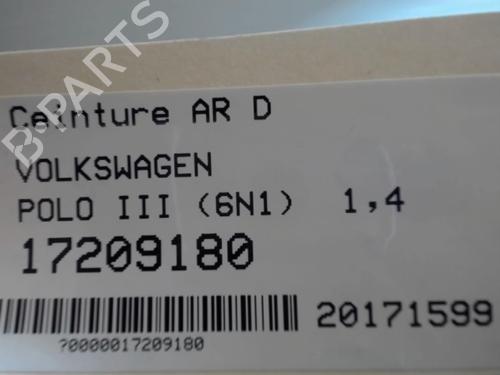 B-PARTS
Ceinture AR D
VOLKSWAGEN
POLO III (6N1) 1,4
17209180
20171599
?0000017209180